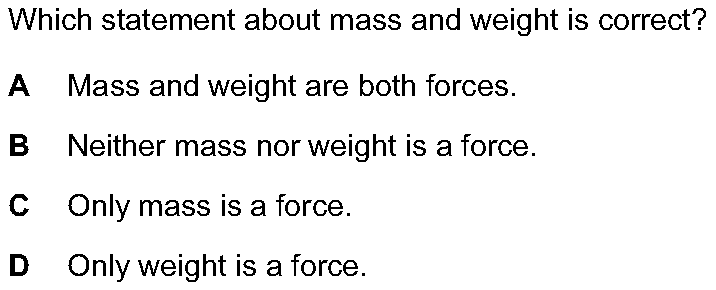 Which statement about mass and weight is correct?
A Mass and weight are both forces.
B Neither mass nor weight is a force.
C Only mass is a force.
D Only weight is a force.